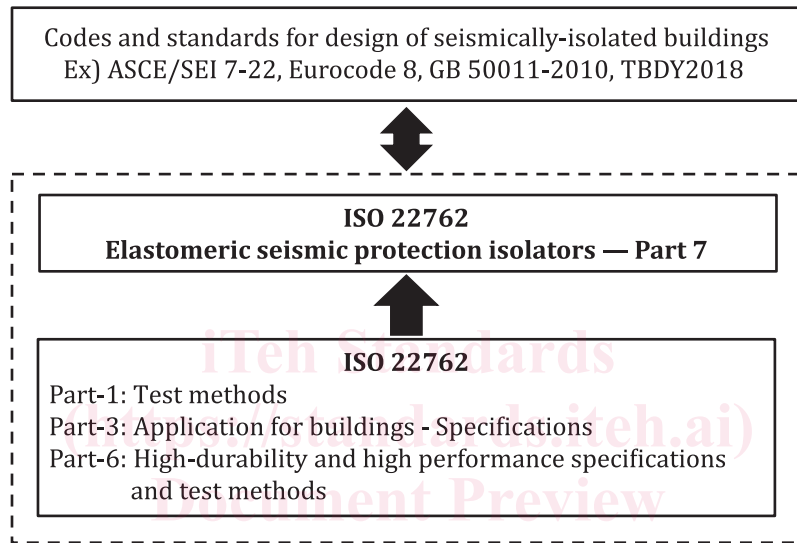 Codes and standards for design of seismically-isolated buildings
Ex) ASCE/SEI 7-22, Eurocode 8, GB 50011-2010, TBDY2018
ISO 22762
Elastomeric seismic protection isolators — Part 7
iTeh Standards
ISO 22762
Part-1: Test methods
(https://standards.iteh.ai)
Part-3: Application for buildings - Specifications
Part-6: High-durability and high performance specifications
and test methods
Document Preview